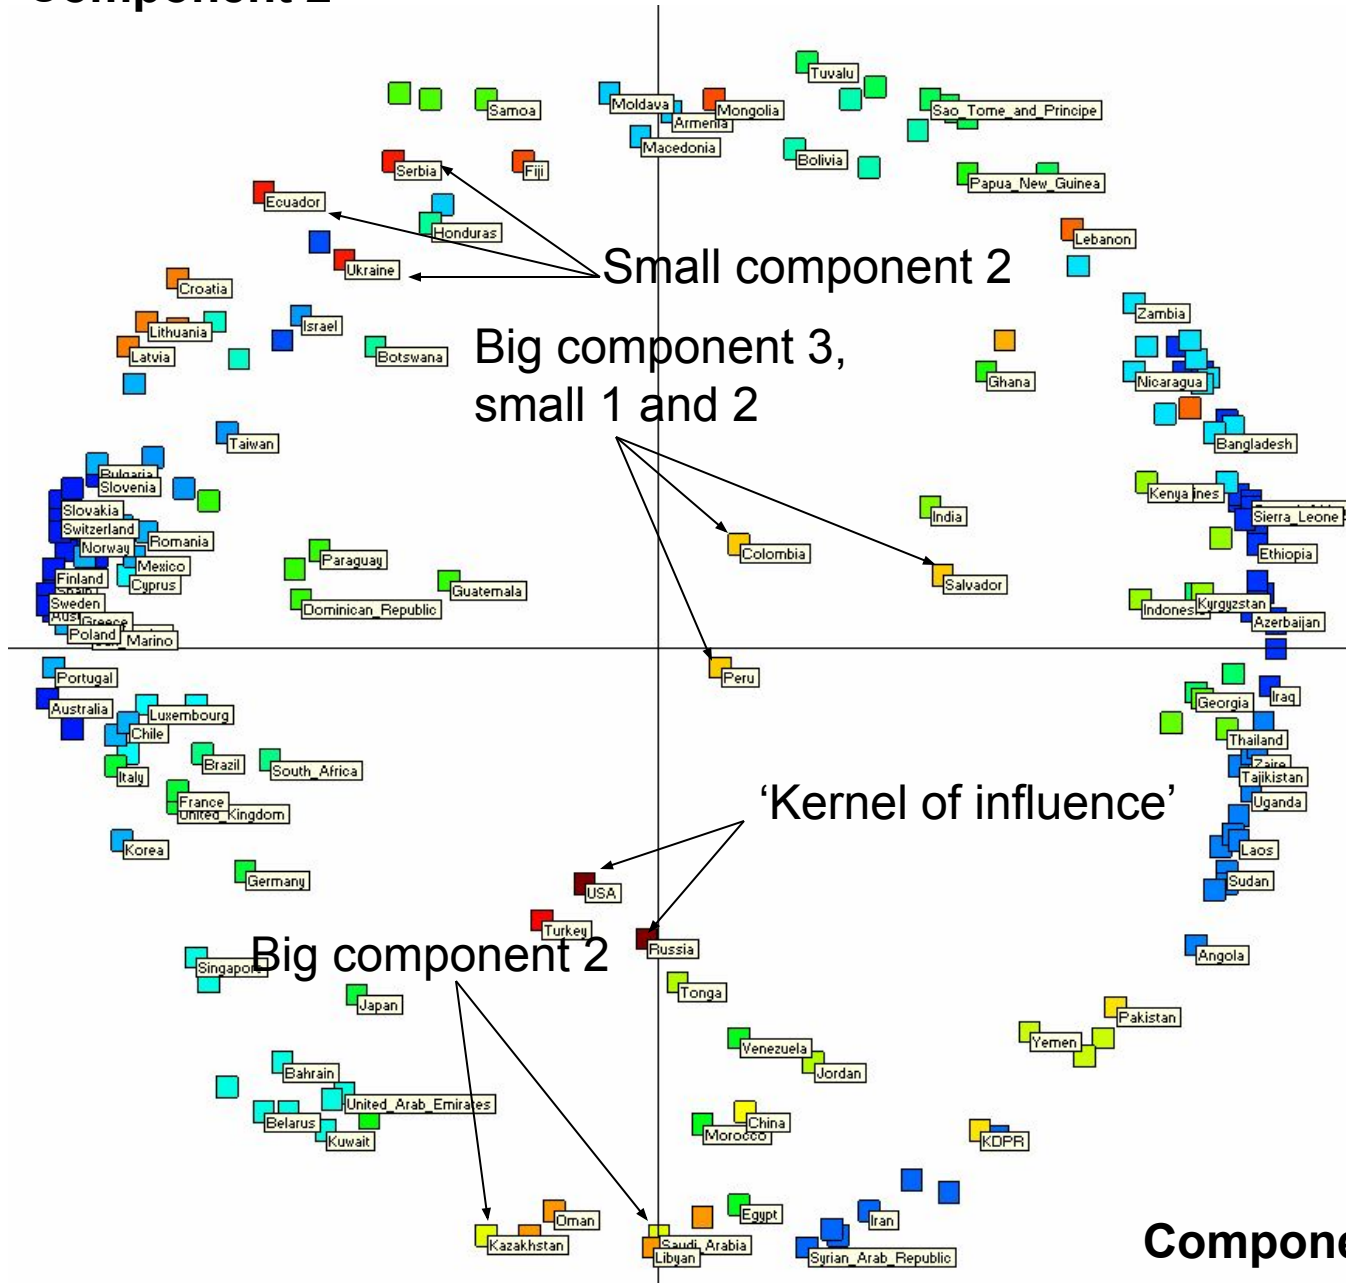 Component 2
Tuvalu
Samoa
Moldava
Mongolia
Sao_Tome_and_Principe
Armenia
Macedonia
Bolivia
Serbia
Fiji
Papua_New_Guinea
Ecuador
Honduras
Lebanon
Small component 2
Ukraine
Croatia
Zambia
Israel
Lithuania
Big component 3,
small 1 and 2
Latvia
Botswana
Ghana
Nicaragua
Taiwan
Bangladesh
Bulgaria
Slovenia
Kenya
ines
Slovakia
India
Sierra_Leone
Switzerland
Norway
Romania
Colombia
Ethiopia
Paraguay
Mexico
Finland
Cyprus
Guatemala
Salvador
Sweden
Dominican_Republic
Indones
Kyrgyzstan
Greece
Azerbaijan
Poland
Marino
Portugal
Peru
Australia
Luxembourg
Georgia
Iraq
Chile
Thailand
Italy
Brazil
South_Africa
Zaire
Tajikistan
France
United_Kingdom
‘Kernel of influence’
Uganda
Korea
Laos
Germany
USA
Sudan
Turkey
Russia
Big component 2
Singaport
Angola
Japan
Tonga
Pakistan
Venezuela
Yemen
Bahrain
Jordan
United_Arab_Emirates
Belarus
China
Kuwait
Morocco
KDPR
Oman
Egypt
Iran
Kazakhstan
Saudi_Arabia
Libyan
Syrian_Arab_Republic
Compone